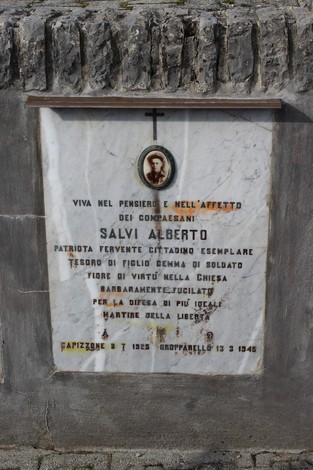 VIVA NEL PENSIERO E NELL'AFFETTO
DEI COMPAESANI
SALVI ALBERTO
PATRIOTA FERVENTE CITTADINO ESEMPLARE
TESORO DI FIGLIO GEMMA DI SOLDATO
FIORE DI VIRTÙ NELLA CHIESA
BARBARAMENTE FUCILATO
PER LA DIFESA DI PIÙ IDEALI
MARTIRE DELLA LIBERTÀ
CAPIZZONE 9 7 1925 GROPPARELLO 13 3 1945